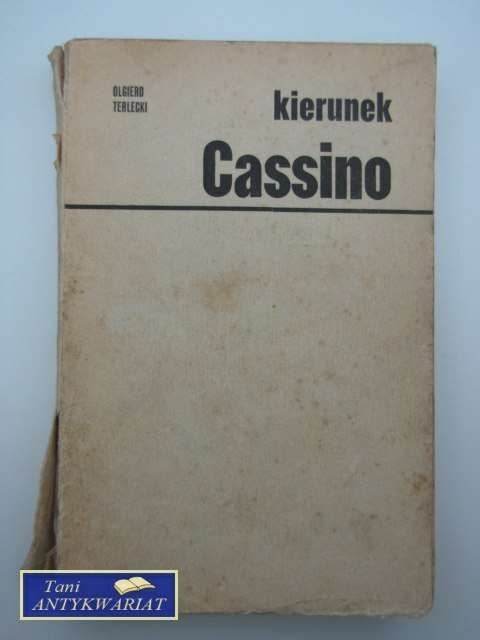 OLGIERD
TERLECKI
kierunek
Cassino
Tani
ANTYKWARIAT